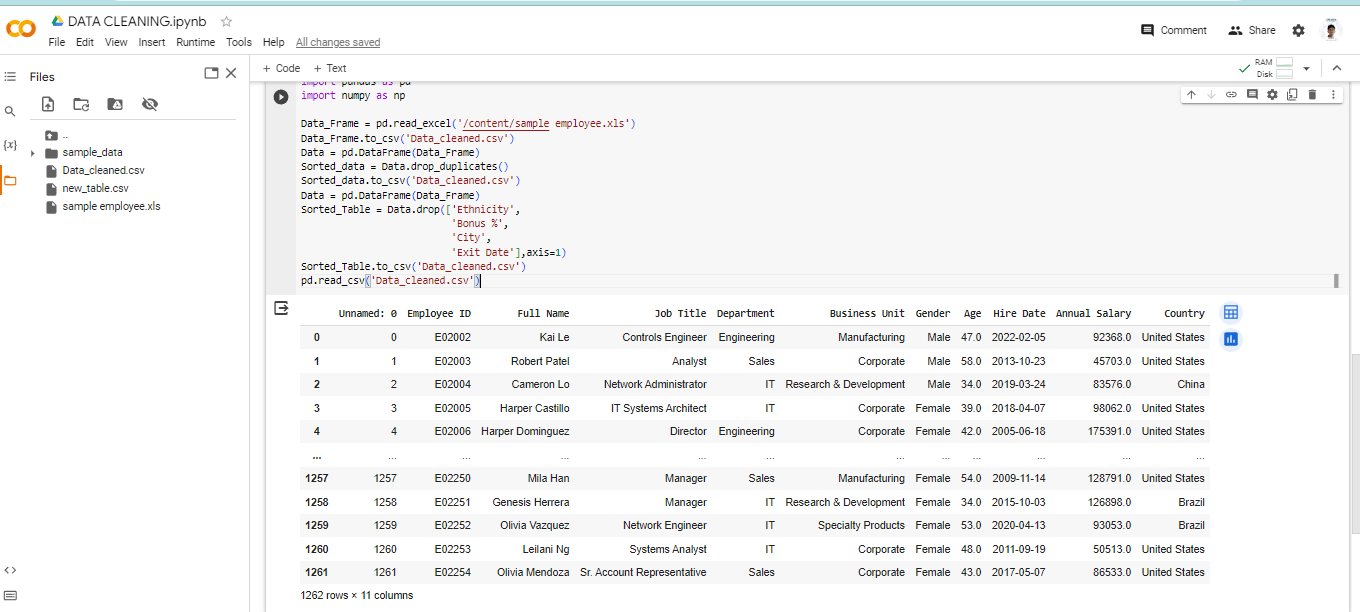 DATA CLEANING.ipynb
File Edit View Insert Runtime Tools Help All changes saved
Comment Share
Files
+ Code + Text
RAM
Disk
{x}
..
sample_data
Data_cleaned.csv
new_table.csv
sample employee.xls
import pandas as pd
import numpy as np
Data_Frame = pd.read_excel('/content/sample employee.xls')
Data_Frame.to_csv('Data_cleaned.csv')
Data = pd.DataFrame(Data_Frame)
Sorted_data = Data.drop_duplicates()
Sorted_data.to_csv('Data_cleaned.csv')
Data = pd.DataFrame(Data_Frame)
Sorted_Table = Data.drop(['Ethnicity',
'Bonus %',
'City',
'Exit Date'],axis=1)
Sorted_Table.to_csv('Data_cleaned.csv')
pd.read_csv('Data_cleaned.csv')
Unnamed: 0 Employee ID Full Name Job Title Department Business Unit Gender Age Hire Date Annual Salary Country
0 0 E02002 Kai Le Controls Engineer Engineering Manufacturing Male 47.0 2022-02-05 92368.0 United States
1 1 E02003 Robert Patel Analyst Sales Corporate Male 58.0 2013-10-23 45703.0 United States
2 2 E02004 Cameron Lo Network Administrator IT Research & Development Male 34.0 2019-03-24 83576.0 China
3 3 E02005 Harper Castillo IT Systems Architect IT Corporate Female 39.0 2018-04-07 98062.0 United States
4 4 E02006 Harper Dominguez Director Engineering Corporate Female 42.0 2005-06-18 175391.0 United States
... ... ... ... ... ... ... ... ... ... ... ...
1257 1257 E02250 Mila Han Manager Sales Manufacturing Female 54.0 2009-11-14 128791.0 United States
1258 1258 E02251 Genesis Herrera Manager IT Research & Development Female 34.0 2015-10-03 126898.0 Brazil
1259 1259 E02252 Olivia Vazquez Network Engineer IT Specialty Products Female 53.0 2020-04-13 93053.0 Brazil
1260 1260 E02253 Leilani Ng Systems Analyst IT Corporate Female 48.0 2011-09-19 50513.0 United States
1261 1261 E02254 Olivia Mendoza Sr. Account Representative Sales Corporate Female 43.0 2017-05-07 86533.0 United States
1262 rows × 11 columns